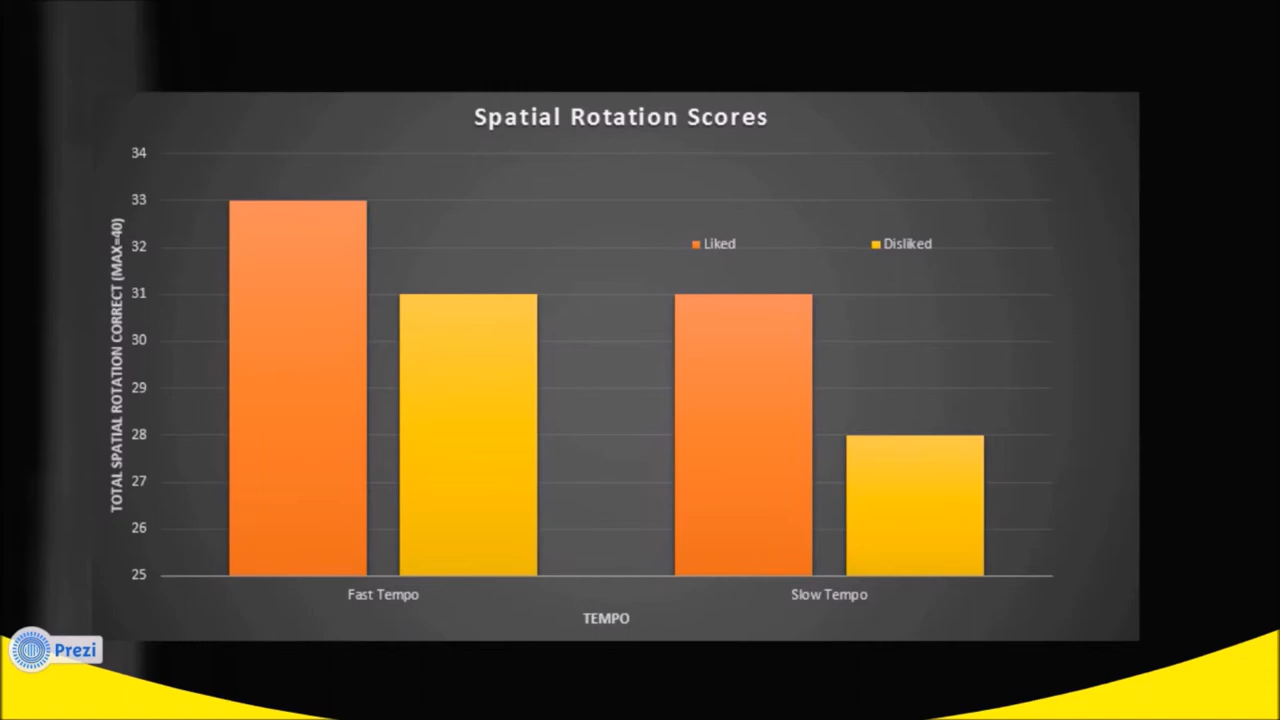 Spatial Rotation Scores
34
33
32
31
30
29
28
27
26
25
TOTAL SPATIAL ROTATION CORRECT (MAX=40)
Liked
Disliked
Fast Tempo
Slow Tempo
TEMPO
Prezi